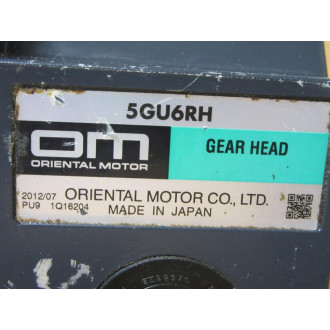 5GU6RH
om
ORIENTAL MOTOR
GEAR HEAD
2012/07 ORIENTAL MOTOR CO., LTD.
PU9 1Q16204 MADE IN JAPAN